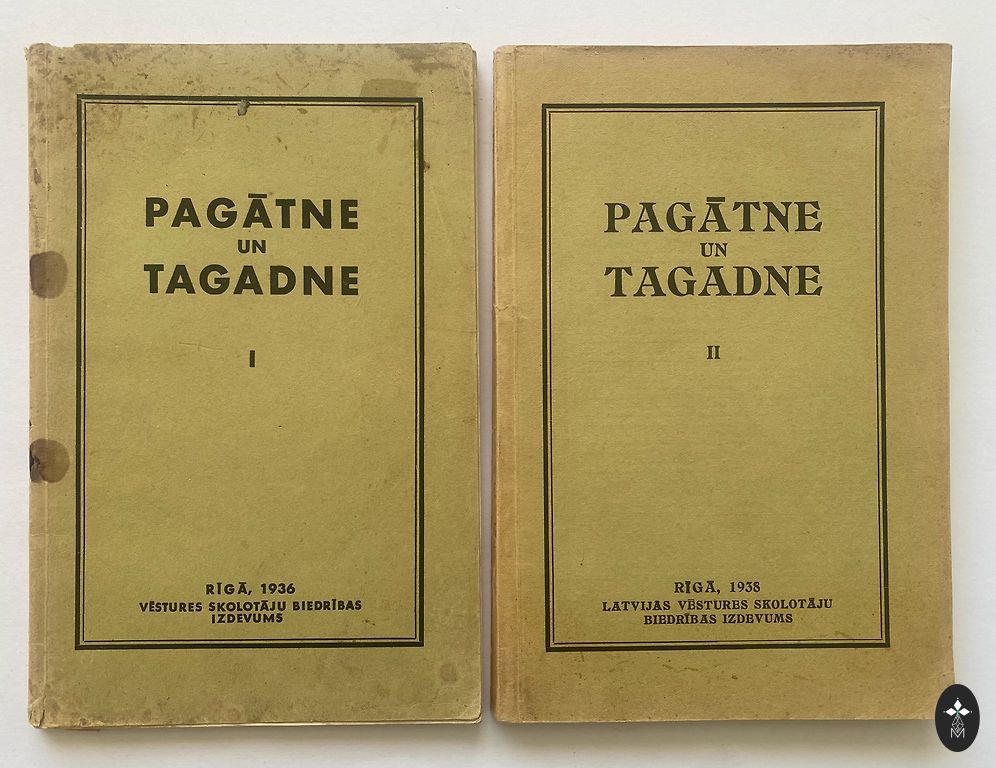 PAGĀTNE
UN
TAGADNE
I
RĪGĀ, 1936
VĒSTURES SKOLOTĀJU BIEDRĪBAS
IZDEVUMS
PAGĀTNE
UN
TAGADNE
II
RĪGĀ, 1938
LATVIJAS VĒSTURES SKOLOTĀJU
BIEDRĪBAS IZDEVUMS
M